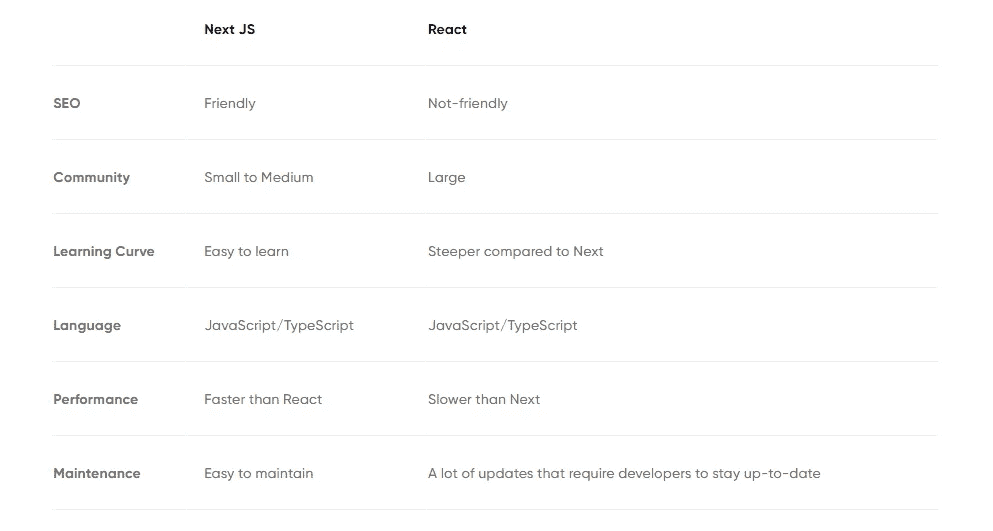 Next JS React
SEO Friendly Not-friendly
Community Small to Medium Large
Learning Curve Easy to learn Steeper compared to Next
Language JavaScript/TypeScript JavaScript/TypeScript
Performance Faster than React Slower than Next
Maintenance Easy to maintain A lot of updates that require developers to stay up-to-date